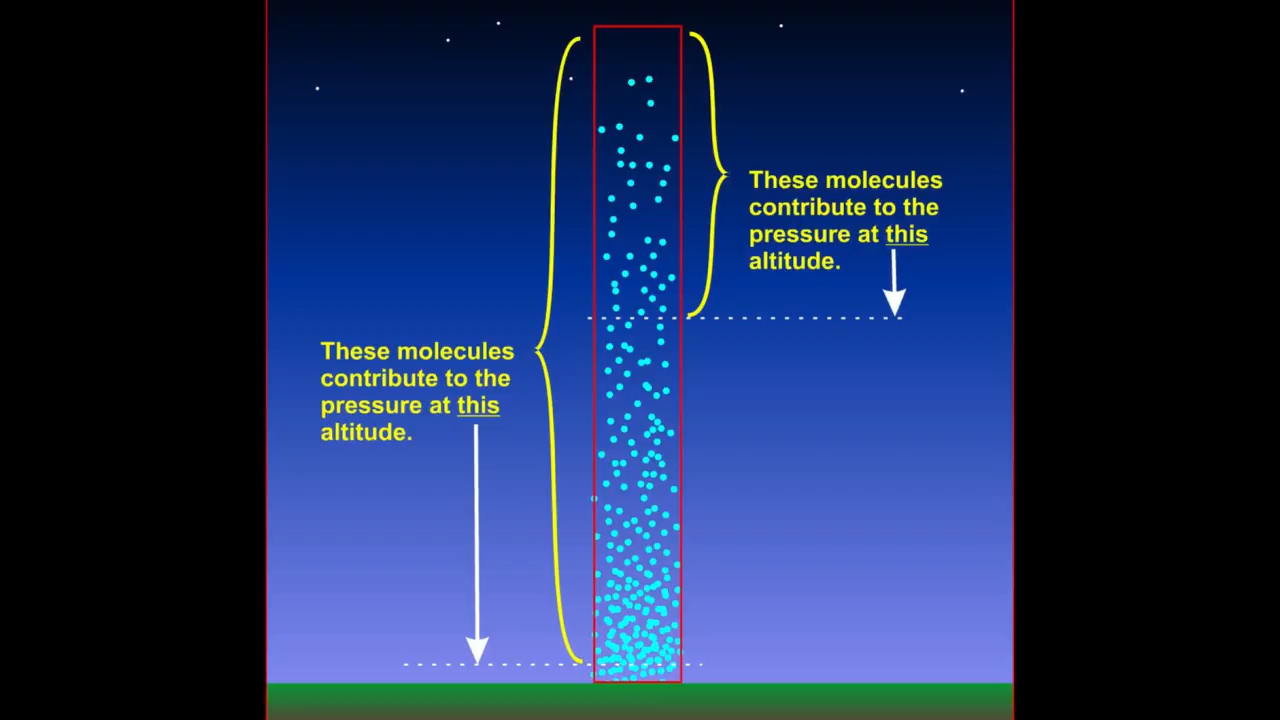 These molecules
contribute to the
pressure at this
altitude.
These molecules
contribute to the
pressure at this
altitude.